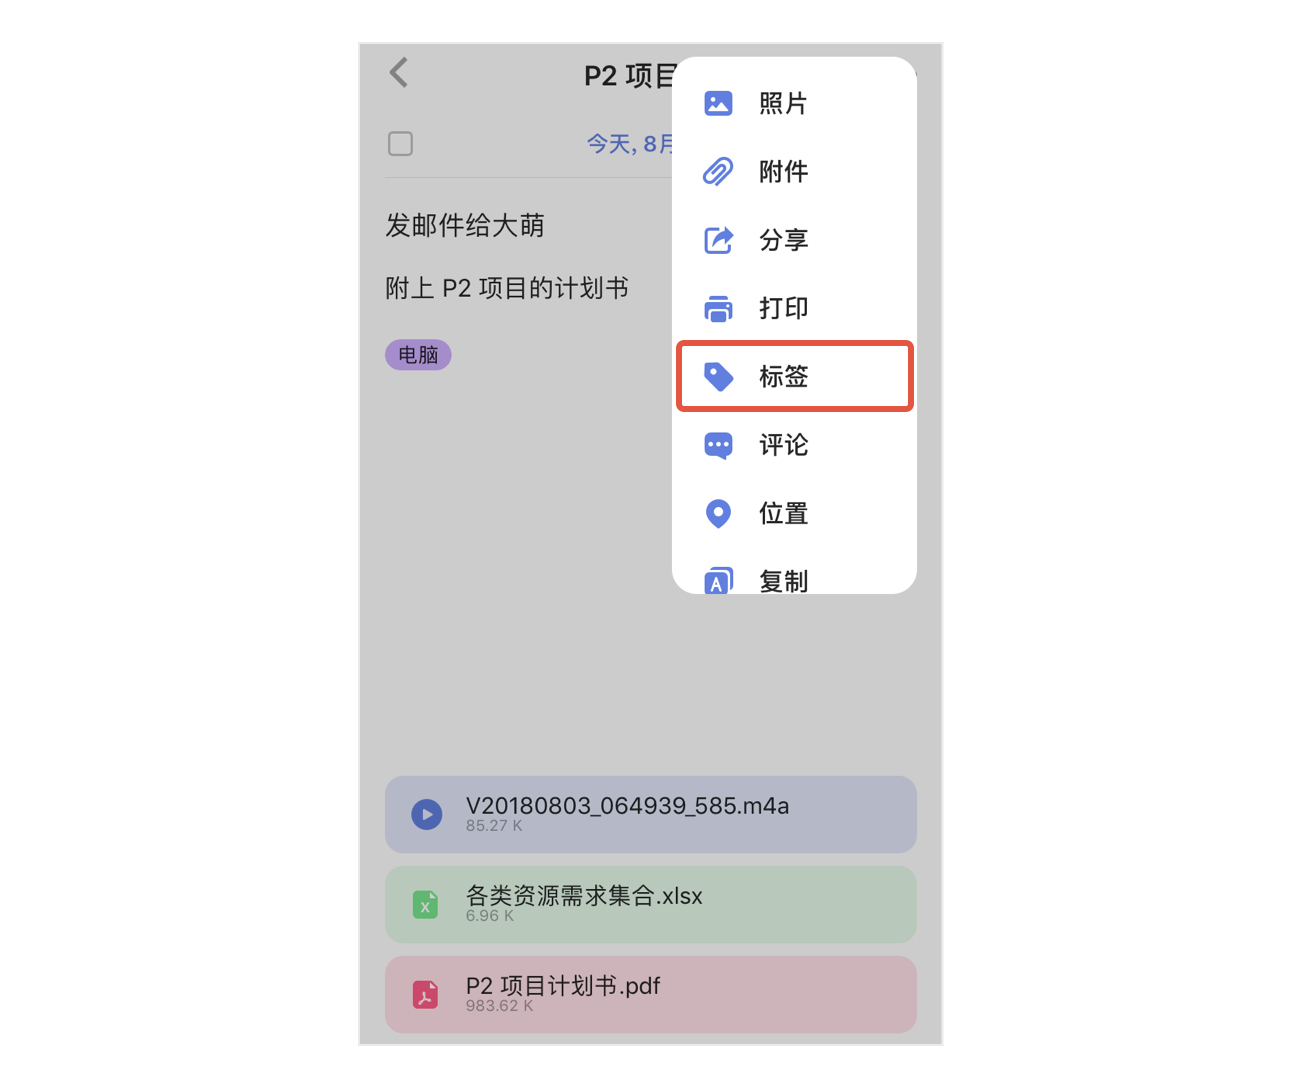 P2 项目
今天, 8月
发邮件给大萌
附上 P2 项目的计划书
电脑
照片
附件
分享
打印
标签
评论
位置
复制
V20180803_064939_585.m4a
85.27 K
各类资源需求集合.xlsx
6.96 K
P2 项目计划书.pdf
983.62 K